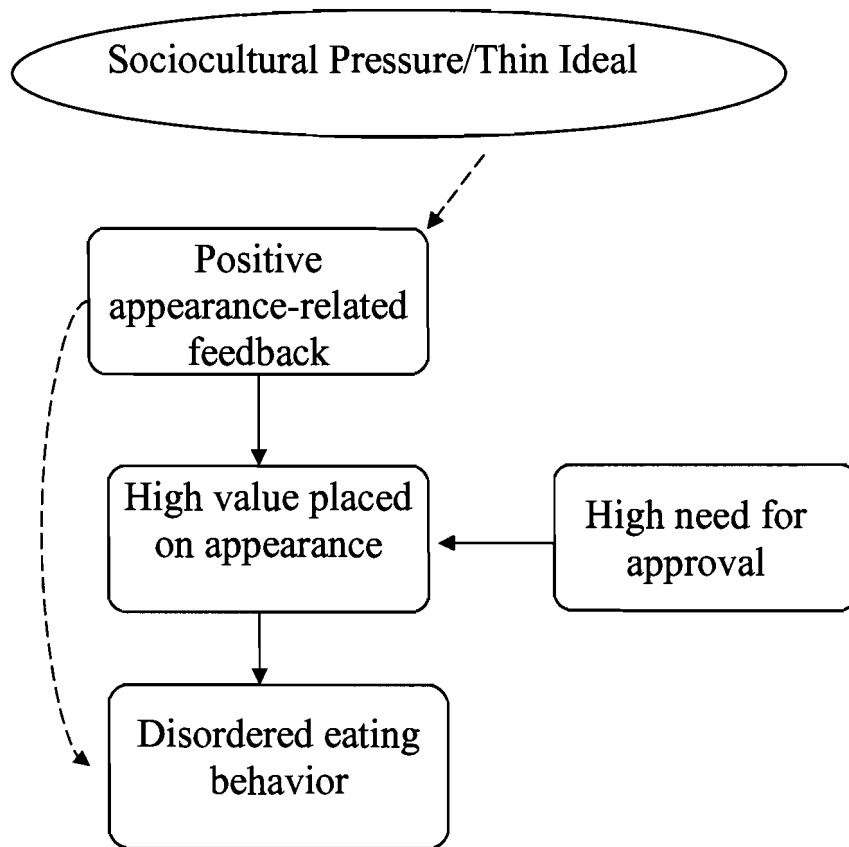 Sociocultural Pressure/Thin Ideal
Positive
appearance-related
feedback
High value placed
on appearance
High need for
approval
Disordered eating
behavior